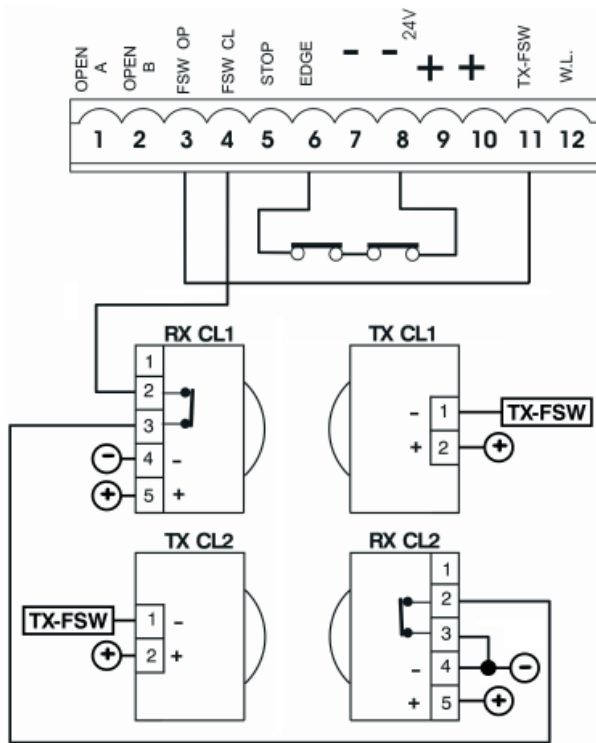 OPEN A
OPEN B
FSW OP
FSW CL
STOP
EDGE
- - 24V
+ +
TX-FSW
W.L.
1 2 3 4 5 6 7 8 9 10 11 12
RX CL1
1
2
3
4 -
5 +
TX CL1
- 1 TX-FSW
+ 2 +
TX CL2
TX-FSW 1 -
+ 2 +
RX CL2
1
2
3
- 4 -
+ 5 +